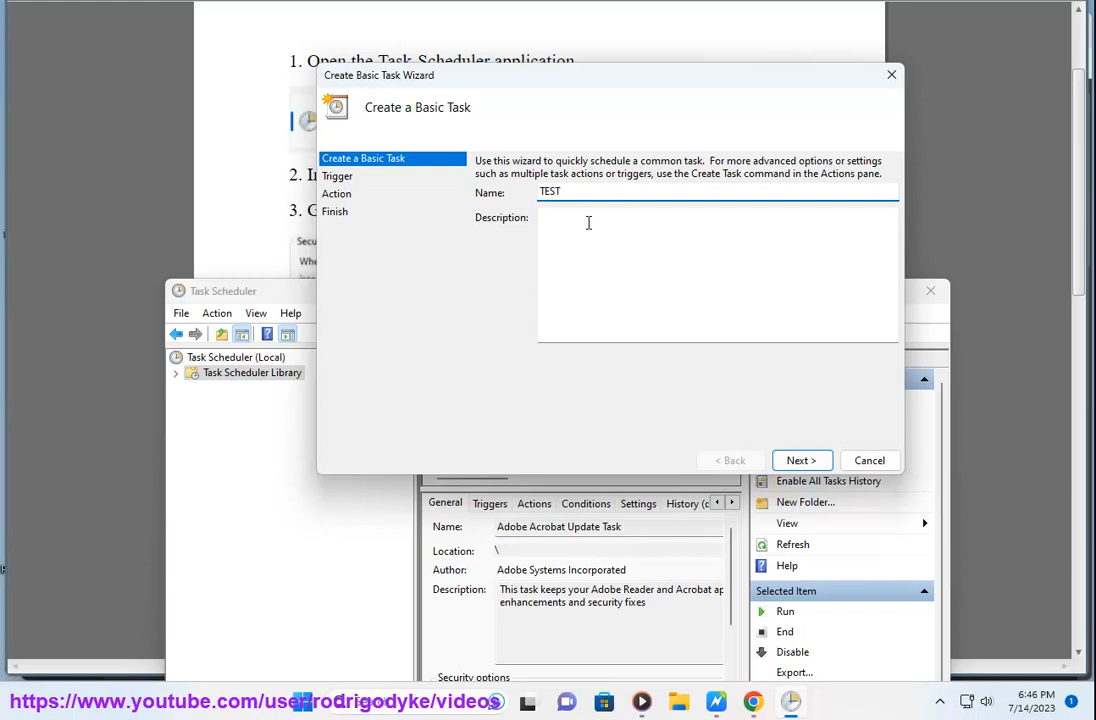 1. Open the Task Scheduler application
Create Basic Task Wizard
Create a Basic Task
Create a Basic Task
Trigger
Action
Finish
Use this wizard to quickly schedule a common task. For more advanced options or settings
such as multiple task actions or triggers, use the Create Task command in the Actions pane.
Name: TEST
Description:
< Back Next > Cancel
2. In
3. G
Secu
Whe
Task Scheduler
File Action View Help
Task Scheduler (Local)
Task Scheduler Library
General Triggers Actions Conditions Settings History (c
Name: Adobe Acrobat Update Task
Location: \
Author: Adobe Systems Incorporated
Description: This task keeps your Adobe Reader and Acrobat ap
enhancements and security fixes
Security options
Enable All Tasks History
New Folder...
View
Refresh
Help
Selected Item
Run
End
Disable
Export...
https://www.youtube.com/user/rodrigodyke/videos
6:46 PM
7/14/2023
1